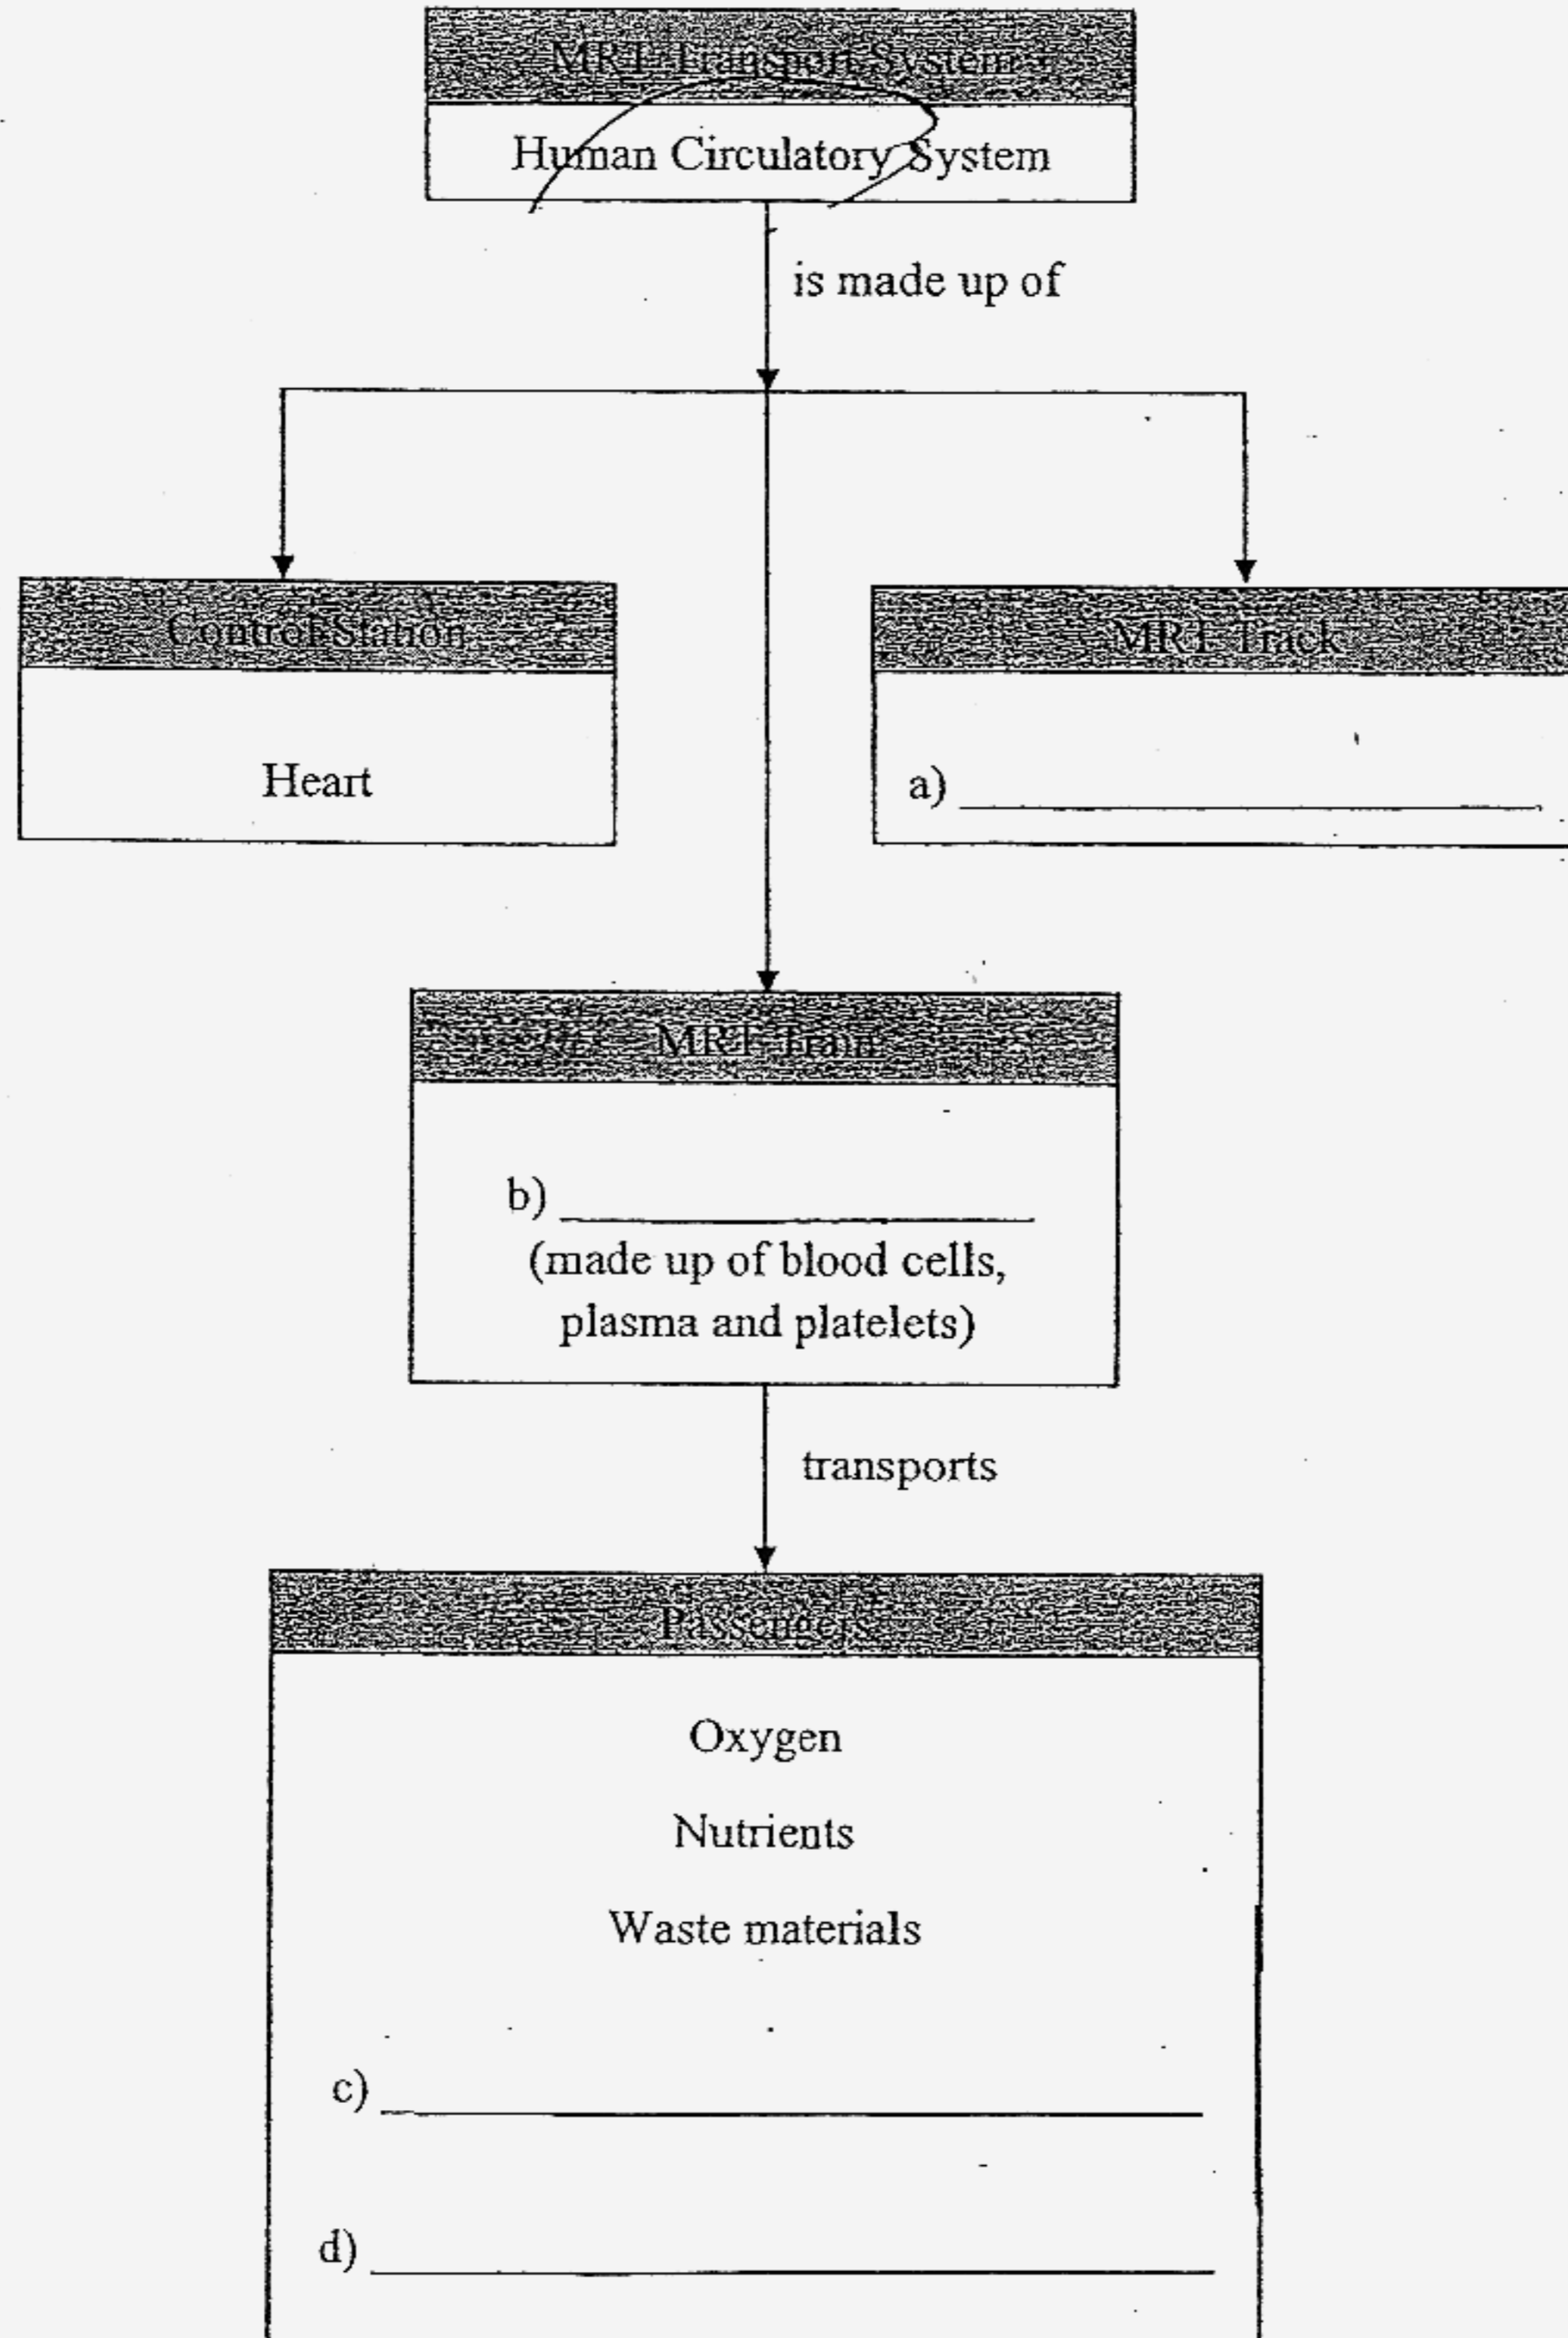 MRT Transport System
Human Circulatory System
is made up of
Control Station
MRT Track
Heart
a)
MRT Train
b)
(made up of blood cells,
plasma and platelets)
transports
Passengers
Oxygen
Nutrients
Waste materials
c)
d)